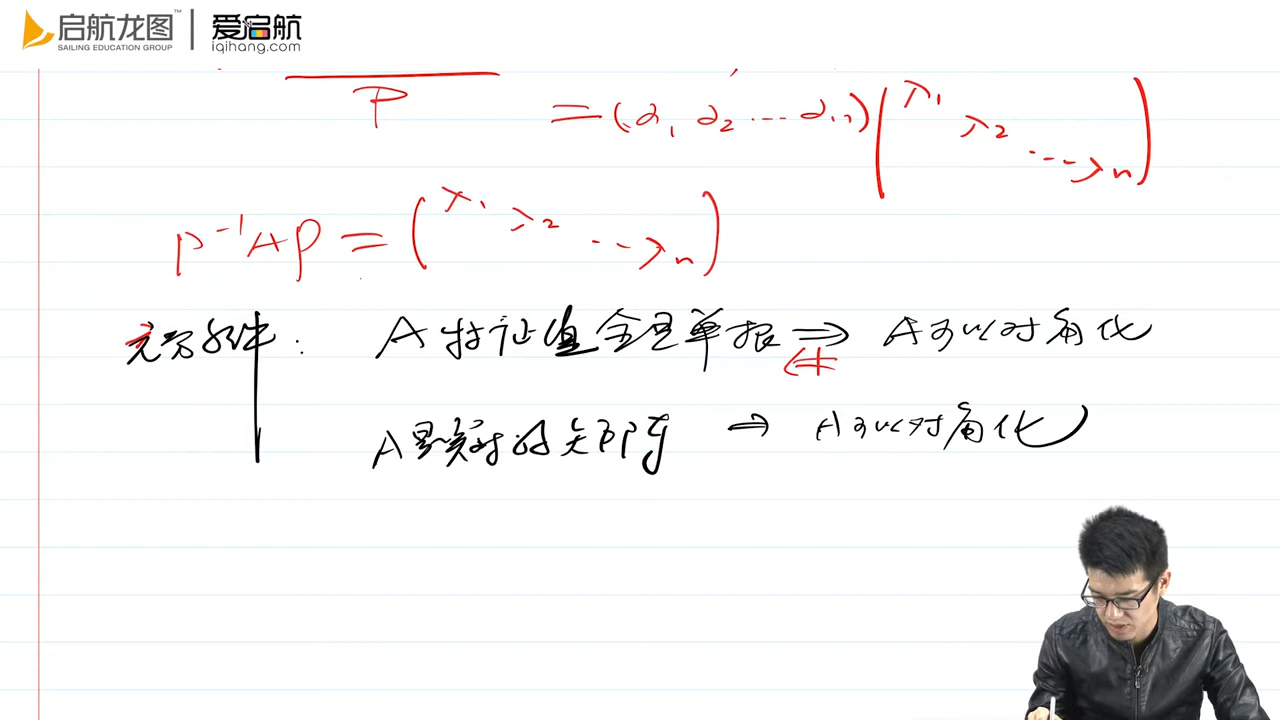 启航龙图™ | 爱启航
SAILING EDUCATION GROUP iqihang.com
P = (α₁ α₂ ⋯ αₙ) (λ₁ λ₂ ⋯ λₙ)
P⁻¹AP = (λ₁ λ₂ ⋯ λₙ)
充分条件: A特征值全是单根 ⇒ A可以对角化
⇍
A是实对称矩阵 ⇒ A可以对角化